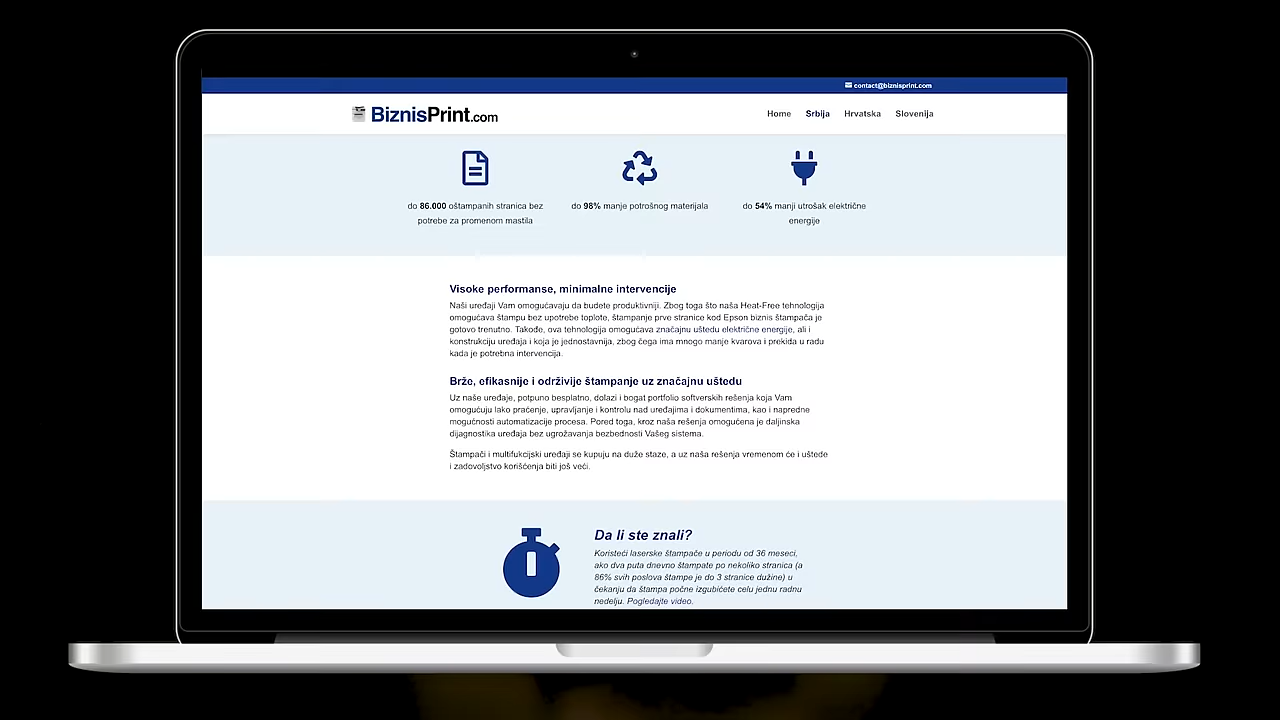 contact@biznisprint.com
BiznisPrint.com
Home Srbija Hrvatska Slovenija
do 86.000 oštampanih stranica bez
potrebe za promenom mastila
do 98% manje potrošnog materijala
do 54% manji utrošak električne
energije
Visoke performanse, minimalne intervencije
Naši uređaji Vam omogućavaju da budete produktivniji. Zbog toga što naša Heat-Free tehnologija
omogućava štampu bez upotrebe toplote, štampanje prve stranice kod Epson biznis štampača je
gotovo trenutno. Takođe, ova tehnologija omogućava značajnu uštedu električne energije, ali i
konstrukciju uređaja i koja je jednostavnija, zbog čega ima mnogo manje kvarova i prekida u radu
kada je potrebna intervencija.
Brže, efikasnije i održivije štampanje uz značajnu uštedu
Uz naše uređaje, potpuno besplatno, dolazi i bogat portfolio softverskih rešenja koja Vam
omogućuju lako praćenje, upravljanje i kontrolu nad uređajima i dokumentima, kao i napredne
mogućnosti automatizacije procesa. Pored toga, kroz naša rešenja omogućena je daljinska
dijagnostika uređaja bez ugrožavanja bezbednosti Vašeg sistema.
Štampači i multifukcijski uređaji se kupuju na duže staze, a uz naša rešenja vremenom će i uštede
i zadovoljstvo korišćenja biti još veći.
Da li ste znali?
Koristeći laserske štampače u periodu od 36 meseci,
ako dva puta dnevno štampate po nekoliko stranica (a
86% svih poslova štampe je do 3 stranice dužine) u
čekanju da štampa počne izgubićete celu jednu radnu
nedelju. Pogledajte video.